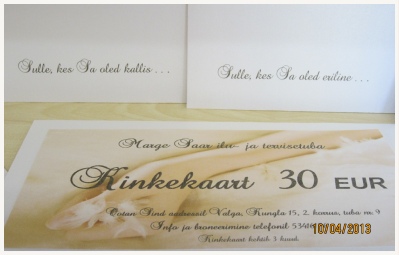 Sulle, kes Sa oled kallis . . .
Sulle, kes Sa oled eriline . . .
Marge Saar ilu- ja tervisetuba
Kinkekaart 30 EUR
Ootan Sind aadressil Valga, Kungla 15, 2. korrus, tuba nr.9
Info ja broneerimine telefonil 53418
10/04/2013
Kinkekaart kehtib 3 kuud.